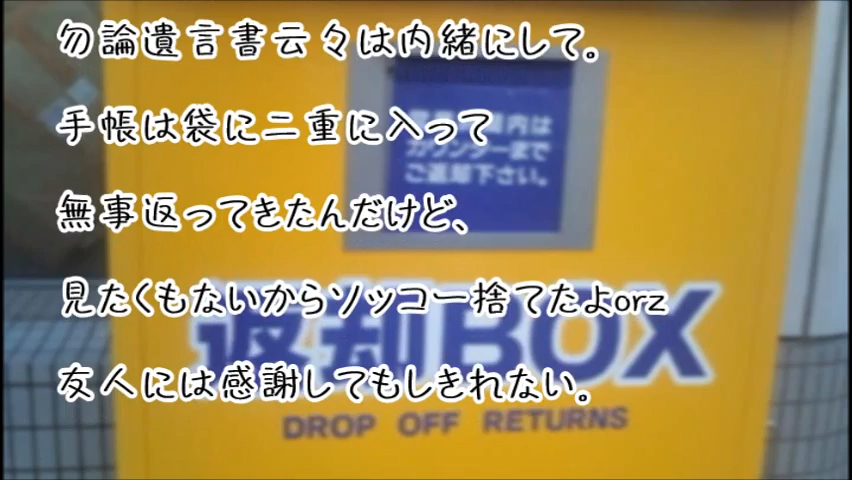 勿論遺言書云々は内緒にして。
手帳は袋に二重に入って
無事返ってきたんだけど、
見たくもないからソッコー捨てたよorz
友人には感謝してもしきれない。
内は
カウンターまで
ご返却下さい。
返却BOX
DROP OFF RETURNS